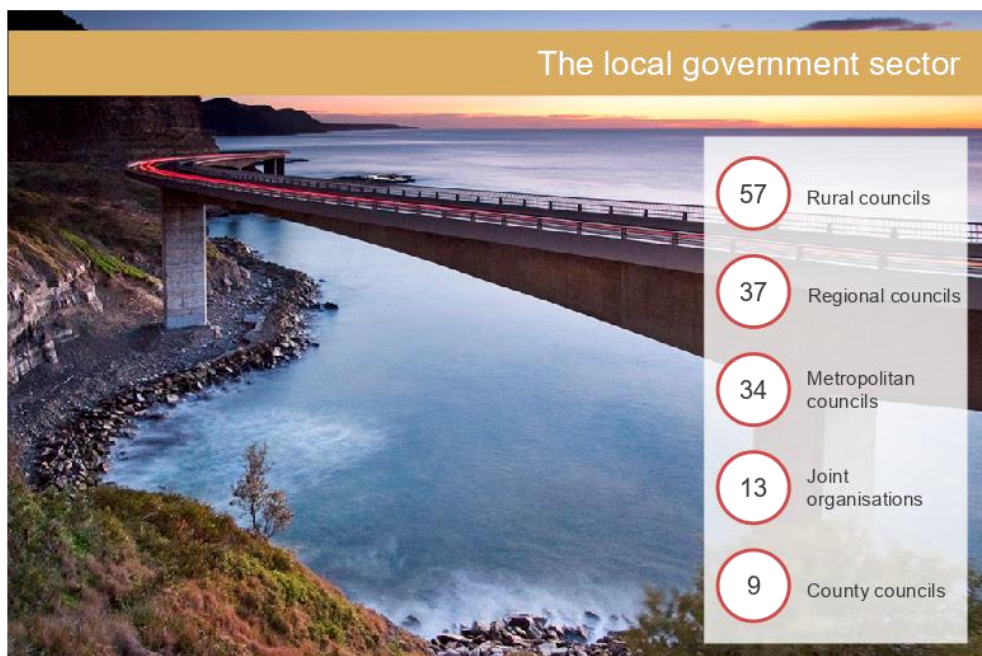 The local government sector
57
Rural councils
37
Regional councils
34
Metropolitan
councils
13
Joint
organisations
9
County councils